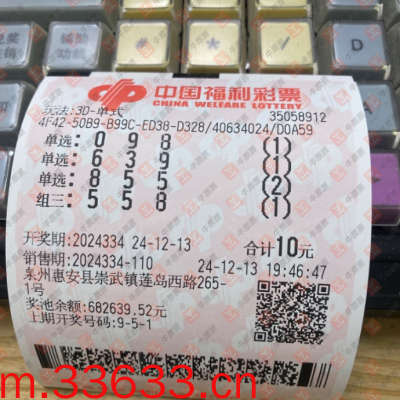 中国福利彩票
CHINA WELFARE LOTTERY
玩法:3D-单式
35058912
4F42-50B9-B99C-ED38-D328/40634024/D0A59
单选:0 9 8 (1)
单选:6 3 9 (1)
单选:8 5 5 (2)
组三:5 5 8 (1)
开奖期:2024334 24-12-13 合计10元
销售期:2024334-110 24-12-13 19:46:47
泉州惠安县崇武镇莲岛西路265-
1号
奖池余额:682639.52元
上期开奖号码:9-5-1
m.33633.cn